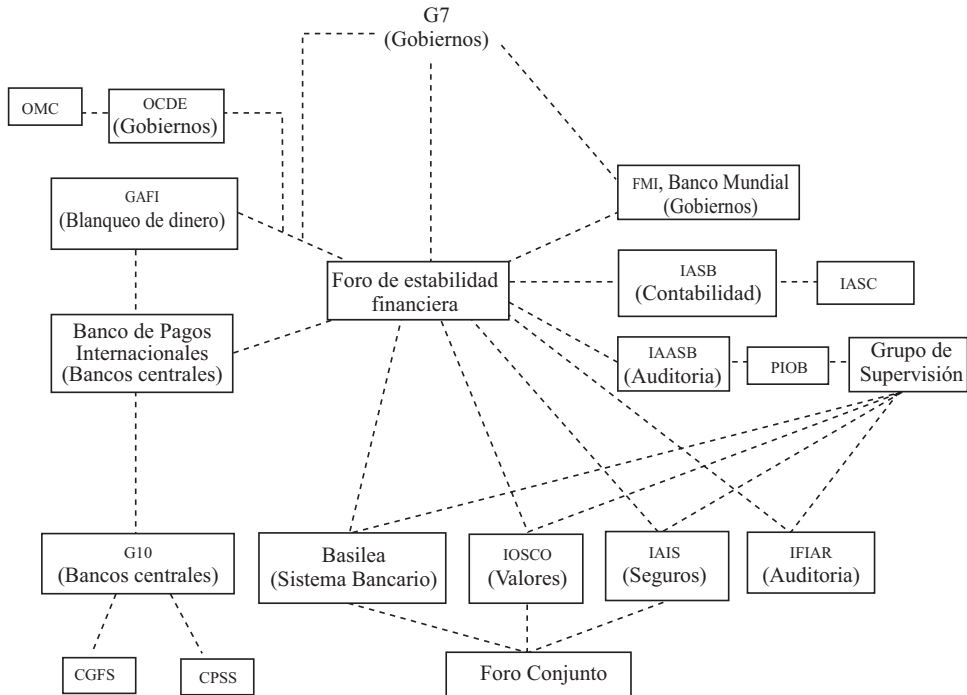 G7
(Gobiernos)
OMC
OCDE
(Gobiernos)
GAFI
(Blanqueo de dinero)
FMI, Banco Mundial
(Gobiernos)
Foro de estabilidad
financiera
IASB
(Contabilidad)
IASC
Banco de Pagos
Internacionales
(Bancos centrales)
IAASB
(Auditoria)
PIOB
Grupo de
Supervisión
G10
(Bancos centrales)
Basilea
(Sistema Bancario)
IOSCO
(Valores)
IAIS
(Seguros)
IFIAR
(Auditoria)
CGFS
CPSS
Foro Conjunto